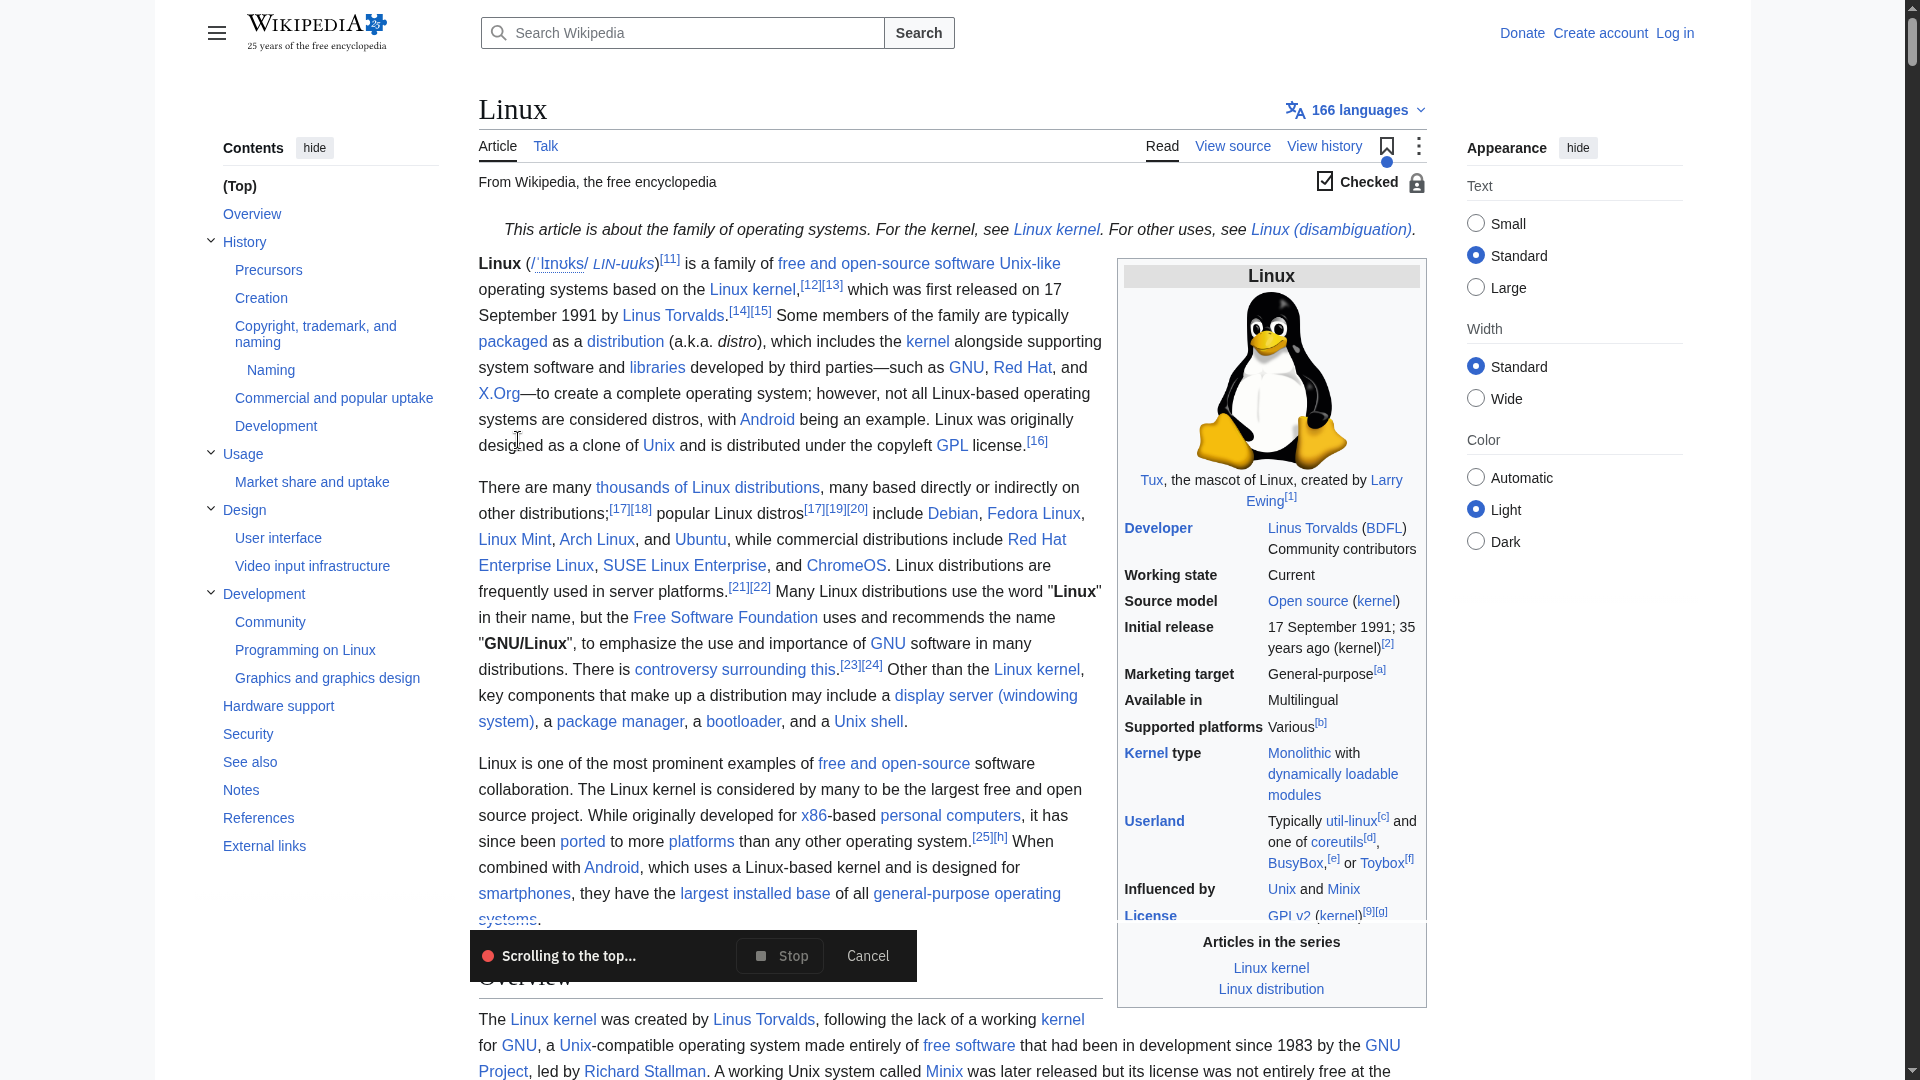 WIKIPEDIA 25
25 years of the free encyclopedia
Search Wikipedia
Search
Donate Create account Log in
Contents hide
(Top)
Overview
History
Precursors
Creation
Copyright, trademark, and
naming
Naming
Commercial and popular uptake
Development
Usage
Market share and uptake
Design
User interface
Video input infrastructure
Development
Community
Programming on Linux
Graphics and graphics design
Hardware support
Security
See also
Notes
References
External links
Linux
166 languages
Article Talk
Read View source View history
From Wikipedia, the free encyclopedia
Checked
This article is about the family of operating systems. For the kernel, see Linux kernel. For other uses, see Linux (disambiguation).
Linux (/ˈlɪnʊks/ LIN-uuks)[11] is a family of free and open-source software Unix-like
operating systems based on the Linux kernel,[12][13] which was first released on 17
September 1991 by Linus Torvalds.[14][15] Some members of the family are typically
packaged as a distribution (a.k.a. distro), which includes the kernel alongside supporting
system software and libraries developed by third parties—such as GNU, Red Hat, and
X.Org—to create a complete operating system; however, not all Linux-based operating
systems are considered distros, with Android being an example. Linux was originally
designed as a clone of Unix and is distributed under the copyleft GPL license.[16]
There are many thousands of Linux distributions, many based directly or indirectly on
other distributions;[17][18] popular Linux distros[17][19][20] include Debian, Fedora Linux,
Linux Mint, Arch Linux, and Ubuntu, while commercial distributions include Red Hat
Enterprise Linux, SUSE Linux Enterprise, and ChromeOS. Linux distributions are
frequently used in server platforms.[21][22] Many Linux distributions use the word "Linux"
in their name, but the Free Software Foundation uses and recommends the name
"GNU/Linux", to emphasize the use and importance of GNU software in many
distributions. There is controversy surrounding this.[23][24] Other than the Linux kernel,
key components that make up a distribution may include a display server (windowing
system), a package manager, a bootloader, and a Unix shell.
Linux is one of the most prominent examples of free and open-source software
collaboration. The Linux kernel is considered by many to be the largest free and open
source project. While originally developed for x86-based personal computers, it has
since been ported to more platforms than any other operating system.[25][h] When
combined with Android, which uses a Linux-based kernel and is designed for
smartphones, they have the largest installed base of all general-purpose operating
systems.
Scrolling to the top...
Stop
Cancel
Overview
The Linux kernel was created by Linus Torvalds, following the lack of a working kernel
for GNU, a Unix-compatible operating system made entirely of free software that had been in development since 1983 by the GNU
Project, led by Richard Stallman. A working Unix system called Minix was later released but its license was not entirely free at the
Linux
Tux, the mascot of Linux, created by Larry
Ewing[1]
Developer Linus Torvalds (BDFL)
Community contributors
Working state Current
Source model Open source (kernel)
Initial release 17 September 1991; 35
years ago (kernel)[2]
Marketing target General-purpose[a]
Available in Multilingual
Supported platforms Various[b]
Kernel type Monolithic with
dynamically loadable
modules
Userland Typically util-linux[c] and
one of coreutils[d],
BusyBox,[e] or Toybox[f]
Influenced by Unix and Minix
License GPLv2 (kernel)[9][g]
Articles in the series
Linux kernel
Linux distribution
Appearance hide
Text
Small
Standard
Large
Width
Standard
Wide
Color
Automatic
Light
Dark